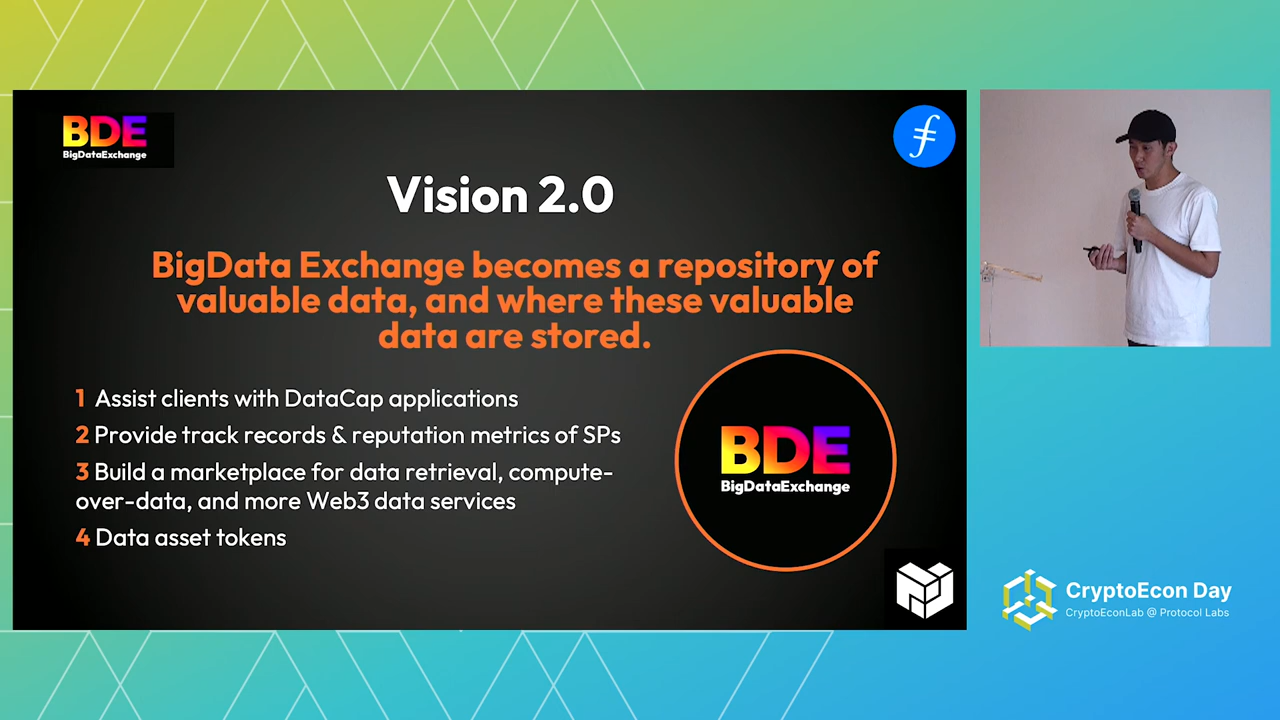 BDE
BigDataExchange
Vision 2.0
BigData Exchange becomes a repository of
valuable data, and where these valuable
data are stored.
1 Assist clients with DataCap applications
2 Provide track records & reputation metrics of SPs
3 Build a marketplace for data retrieval, compute-
over-data, and more Web3 data services
4 Data asset tokens
BDE
BigDataExchange
CryptoEcon Day
CryptoEconLab @ Protocol Labs